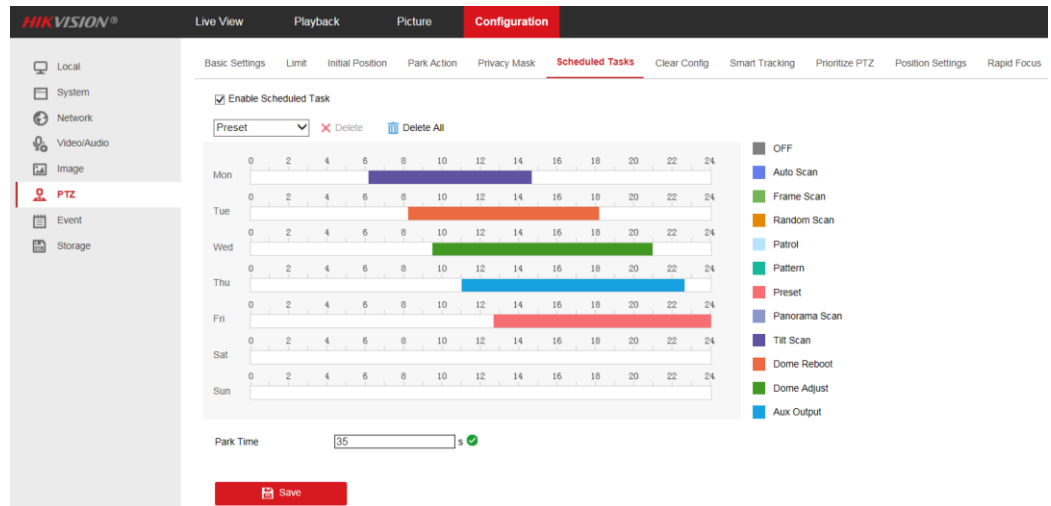 HIKVISION® Live View Playback Picture Configuration
Local
System
Network
Video/Audio
Image
PTZ
Event
Storage
Basic Settings Limit Initial Position Park Action Privacy Mask Scheduled Tasks Clear Config Smart Tracking Prioritize PTZ Position Settings Rapid Focus
Enable Scheduled Task
Preset Delete Delete All
0 2 4 6 8 10 12 14 16 18 20 22 24
Mon
0 2 4 6 8 10 12 14 16 18 20 22 24
Tue
0 2 4 6 8 10 12 14 16 18 20 22 24
Wed
0 2 4 6 8 10 12 14 16 18 20 22 24
Thu
0 2 4 6 8 10 12 14 16 18 20 22 24
Fri
0 2 4 6 8 10 12 14 16 18 20 22 24
Sat
0 2 4 6 8 10 12 14 16 18 20 22 24
Sun
OFF
Auto Scan
Frame Scan
Random Scan
Patrol
Pattern
Preset
Panorama Scan
Tilt Scan
Dome Reboot
Dome Adjust
Aux Output
Park Time 35 s
Save